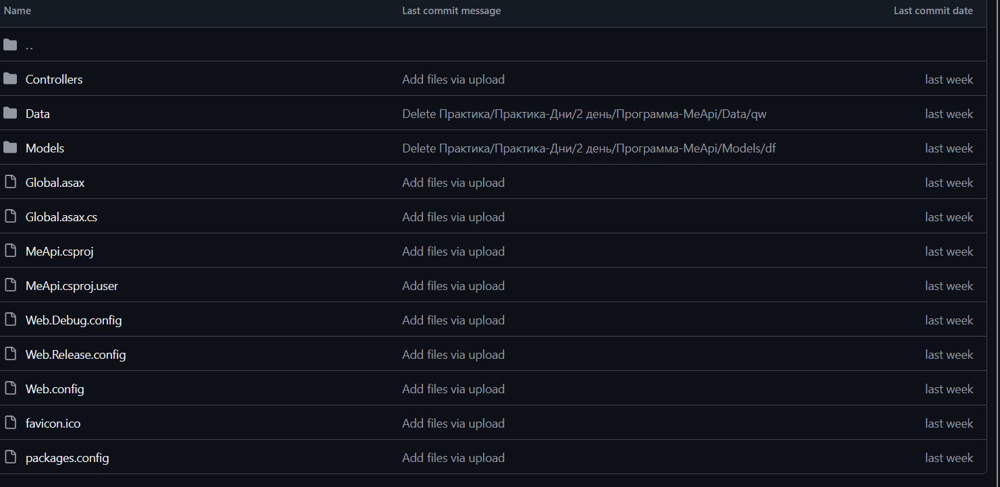 Name Last commit message Last commit date
..
Controllers Add files via upload last week
Data Delete Практика/Практика-Дни/2 день/Программа-MeApi/Data/qw last week
Models Delete Практика/Практика-Дни/2 день/Программа-MeApi/Models/df last week
Global.asax Add files via upload last week
Global.asax.cs Add files via upload last week
MeApi.csproj Add files via upload last week
MeApi.csproj.user Add files via upload last week
Web.Debug.config Add files via upload last week
Web.Release.config Add files via upload last week
Web.config Add files via upload last week
favicon.ico Add files via upload last week
packages.config Add files via upload last week